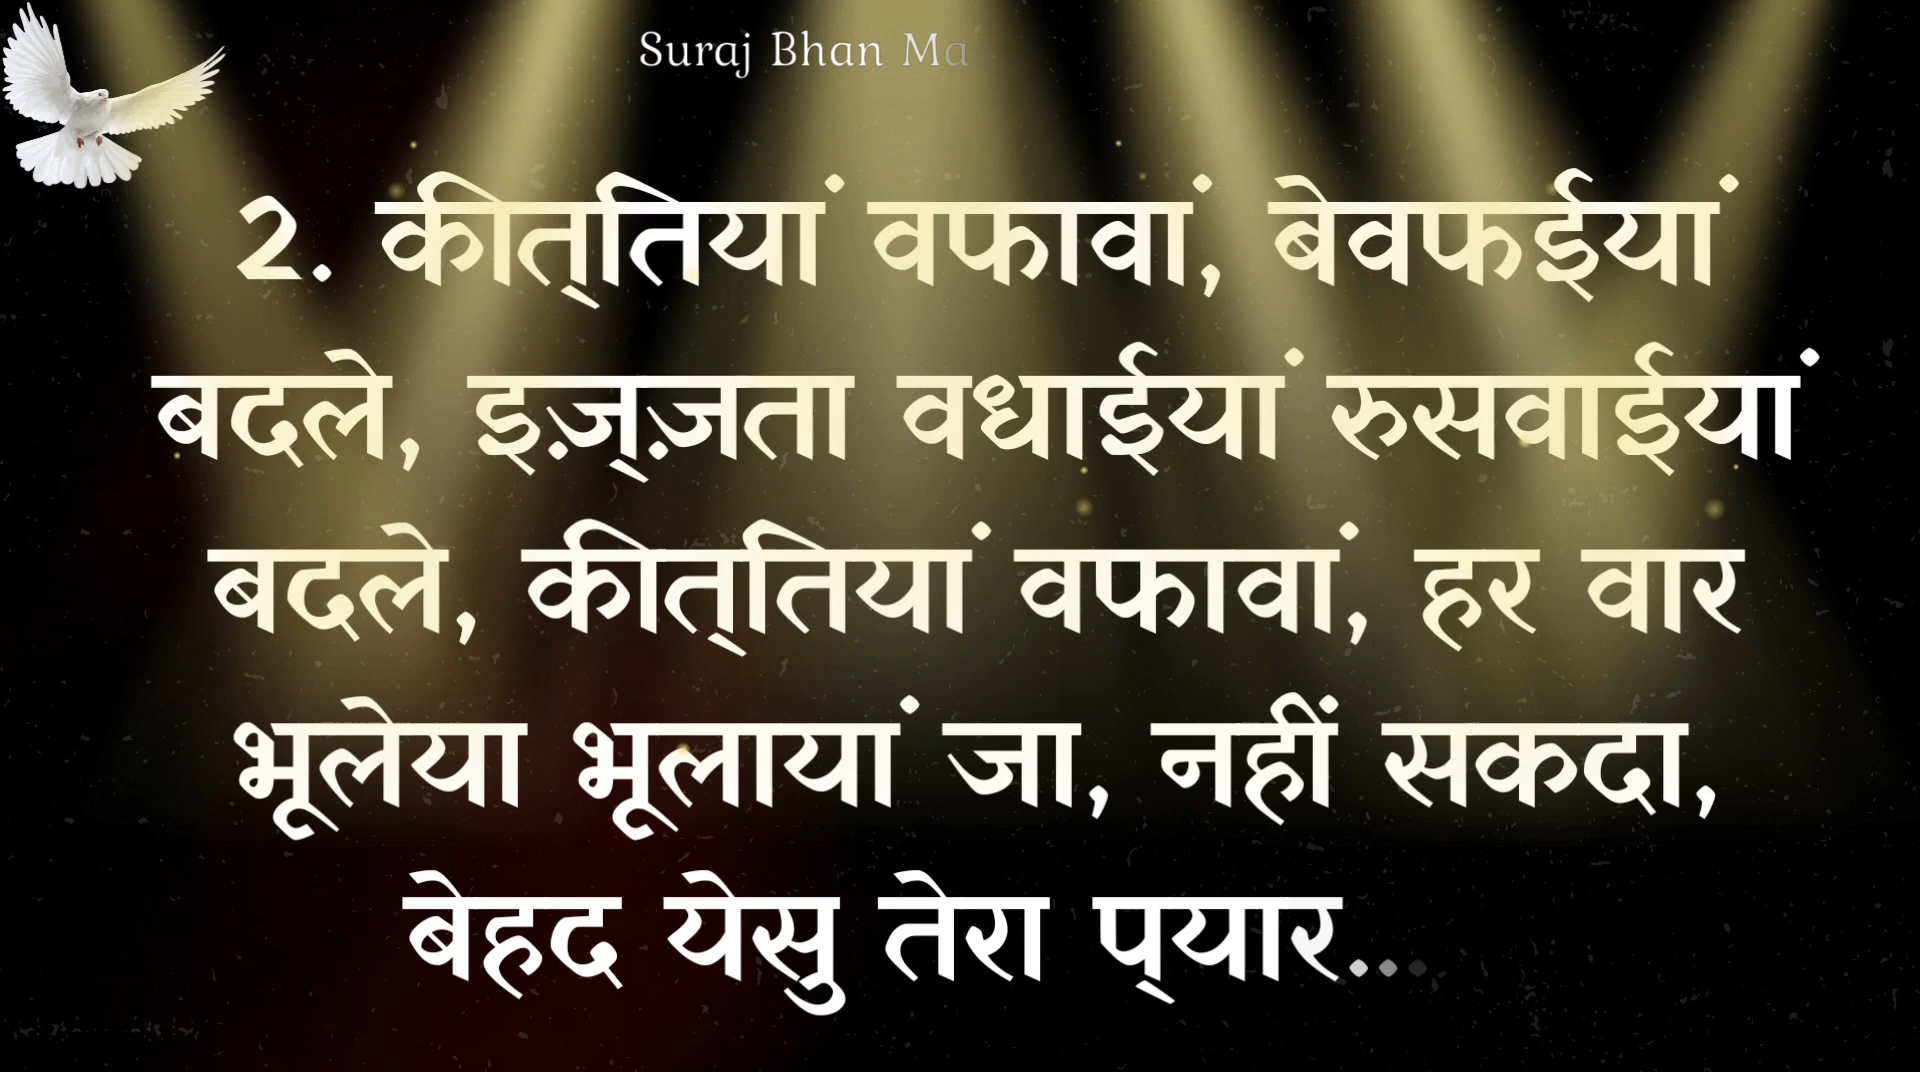 Suraj Bhan Ma
2. कीत्‌तियां वफावां, बेवफईयां
बदले, इज़्‌ज़ता वधाईयां रुसवाईयां
बदले, कीत्‌तियां वफावां, हर वार
भूलेया भूलायां जा, नहीं सकदा,
बेहद येसु तेरा प्‌यार...